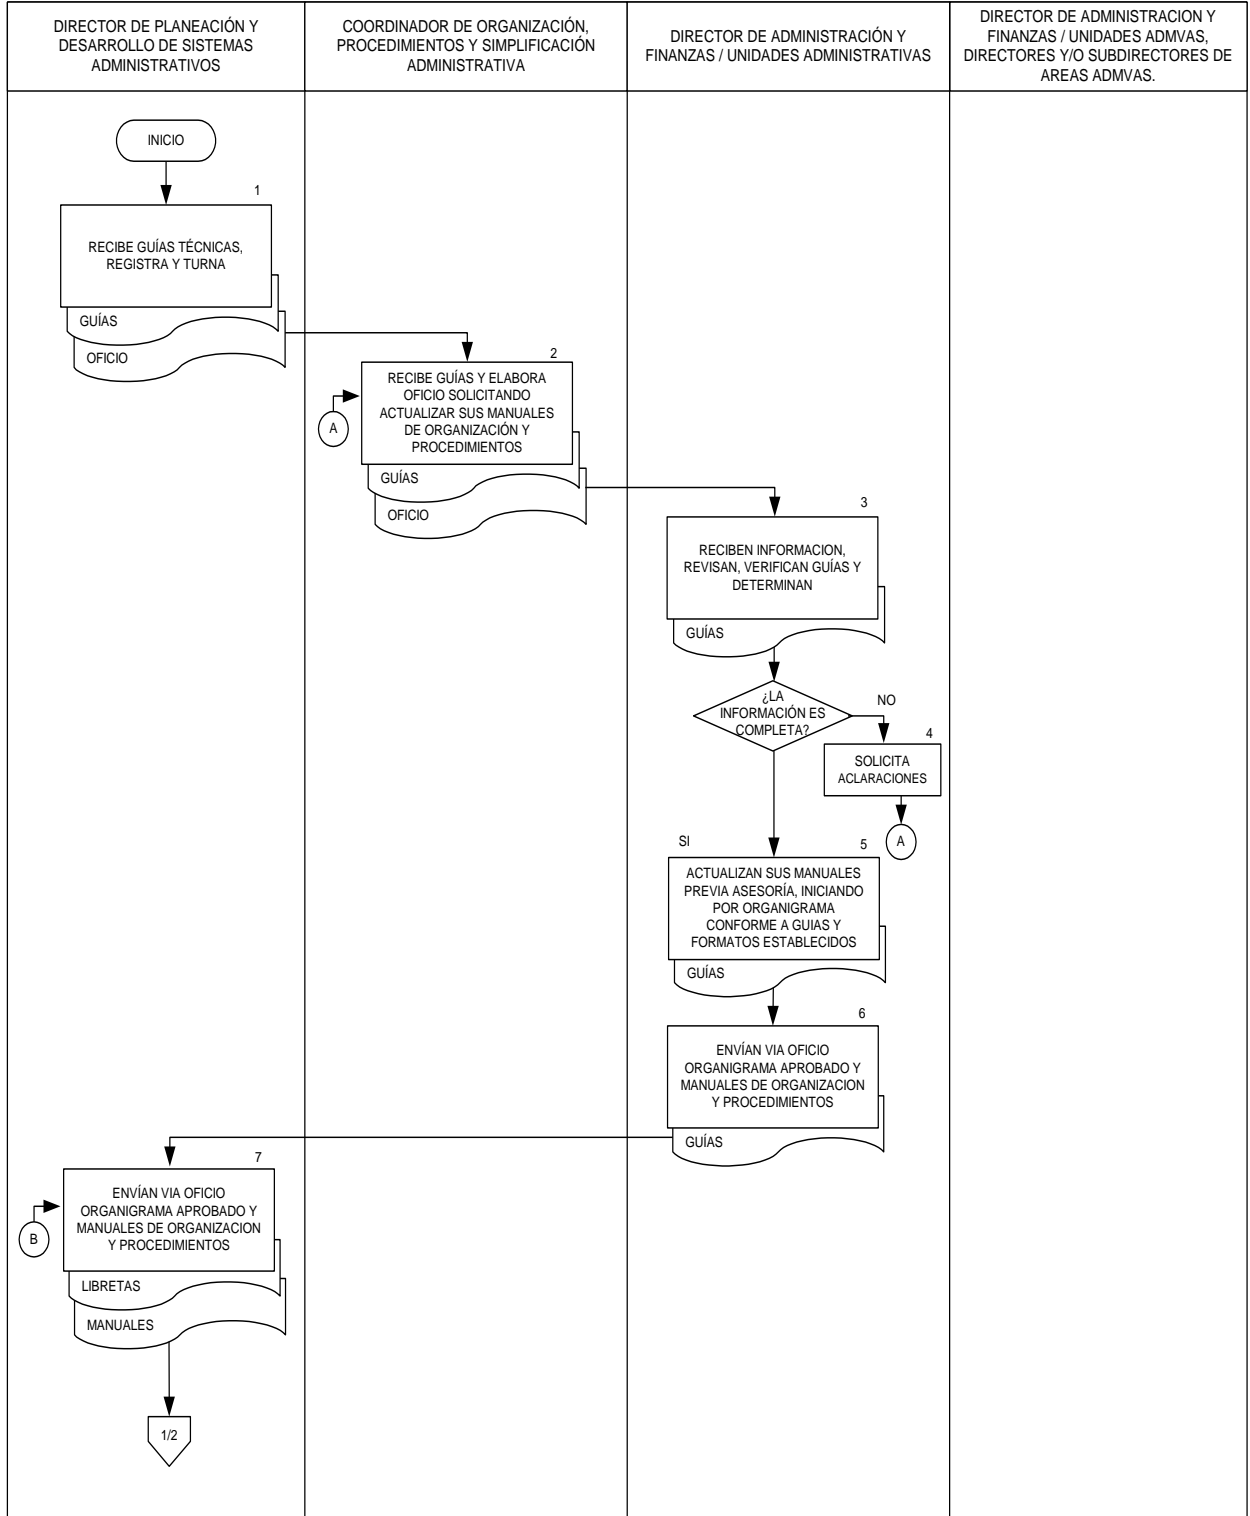 DIRECTOR DE PLANEACIÓN Y
DESARROLLO DE SISTEMAS
ADMINISTRATIVOS
COORDINADOR DE ORGANIZACIÓN,
PROCEDIMIENTOS Y SIMPLIFICACIÓN
ADMINISTRATIVA
DIRECTOR DE ADMINISTRACIÓN Y
FINANZAS / UNIDADES ADMINISTRATIVAS
DIRECTOR DE ADMINISTRACION Y
FINANZAS / UNIDADES ADMVAS,
DIRECTORES Y/O SUBDIRECTORES DE
AREAS ADMVAS.
INICIO
1
RECIBE GUÍAS TÉCNICAS,
REGISTRA Y TURNA
GUÍAS
OFICIO
2
RECIBE GUÍAS Y ELABORA
OFICIO SOLICITANDO
ACTUALIZAR SUS MANUALES
DE ORGANIZACIÓN Y
PROCEDIMIENTOS
A
GUÍAS
OFICIO
3
RECIBEN INFORMACION,
REVISAN, VERIFICAN GUÍAS Y
DETERMINAN
GUÍAS
¿LA
INFORMACIÓN ES
COMPLETA?
NO
4
SOLICITA
ACLARACIONES
A
SI
5
ACTUALIZAN SUS MANUALES
PREVIA ASESORÍA, INICIANDO
POR ORGANIGRAMA
CONFORME A GUIAS Y
FORMATOS ESTABLECIDOS
GUÍAS
6
ENVÍAN VIA OFICIO
ORGANIGRAMA APROBADO Y
MANUALES DE ORGANIZACION
Y PROCEDIMIENTOS
GUÍAS
7
ENVÍAN VIA OFICIO
ORGANIGRAMA APROBADO Y
MANUALES DE ORGANIZACION
Y PROCEDIMIENTOS
B
LIBRETAS
MANUALES
1/2